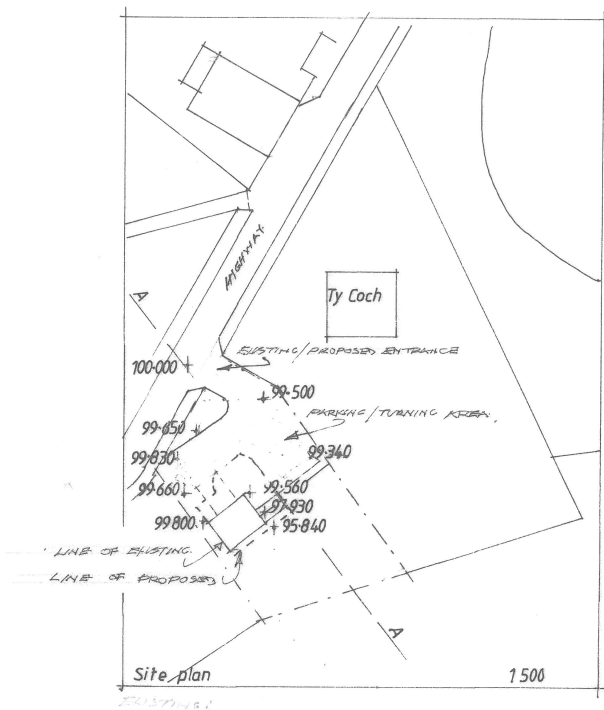 HIGHWAY
Ty Coch
A
EXISTING/PROPOSED ENTRANCE
100·000
99·500
PARKING/TURNING AREA.
99·650
99·830
99·340
99·660
99·560
97·930
99·800
95·840
LINE OF EXISTING
LINE OF PROPOSED
A
Site plan
1 500
EXISTING: